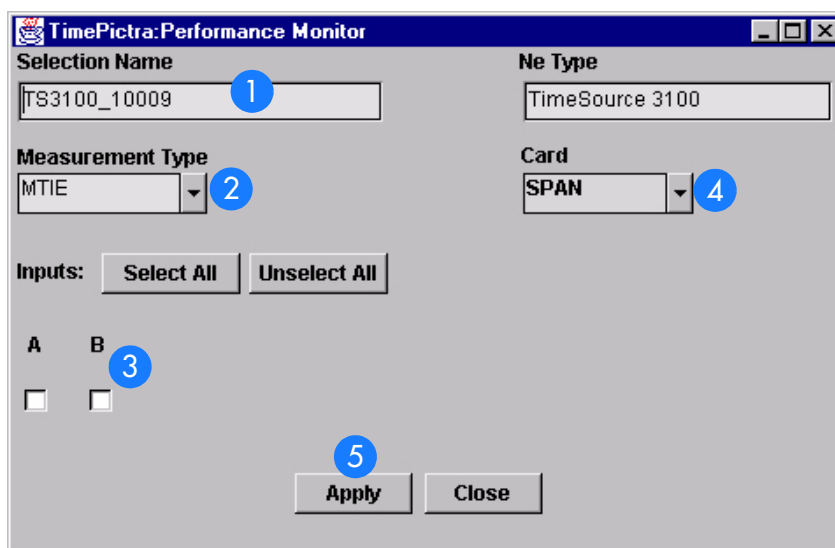 TimePictra:Performance Monitor
Selection Name Ne Type
TS3100_10009 1 TimeSource 3100
Measurement Type Card
MTIE 2 SPAN 4
Inputs: Select All Unselect All
A B
3
5
Apply Close